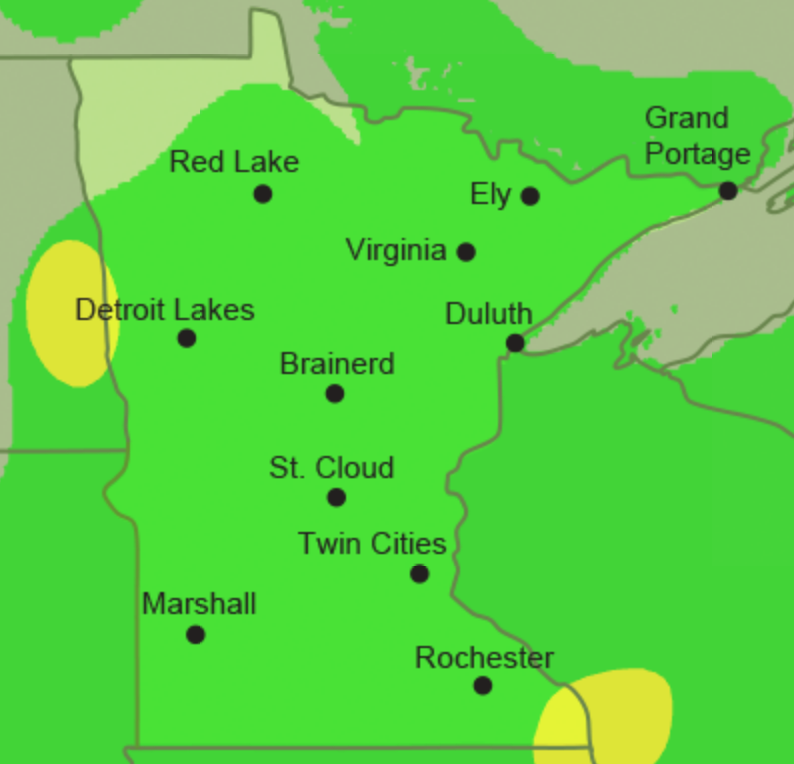 Grand
Portage
Red Lake
Ely
Virginia
Detroit Lakes
Duluth
Brainerd
St. Cloud
Twin Cities
Marshall
Rochester